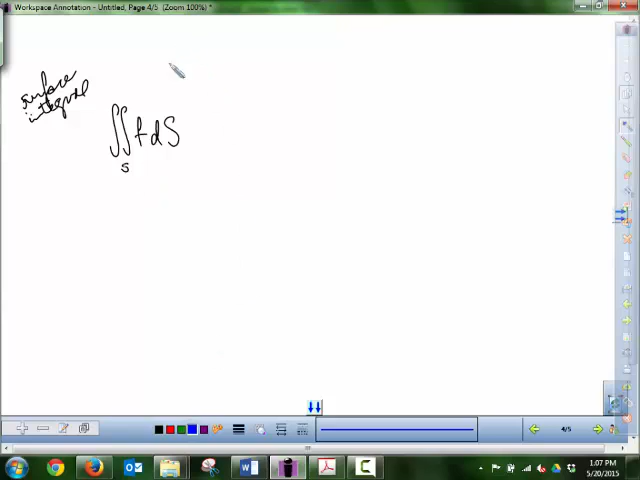 Workspace Annotation - Untitled, Page 4/5 (Zoom 100%) *
surface
integral
∬ f dS
S
4/5
1:07 PM
5/20/2015